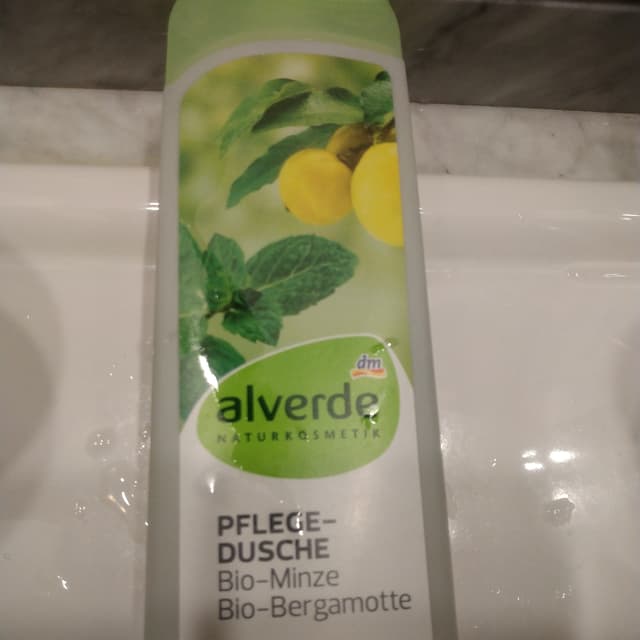 dm
alverde
NATURKOSMETIK
PFLEGE-
DUSCHE
Bio-Minze
Bio-Bergamotte